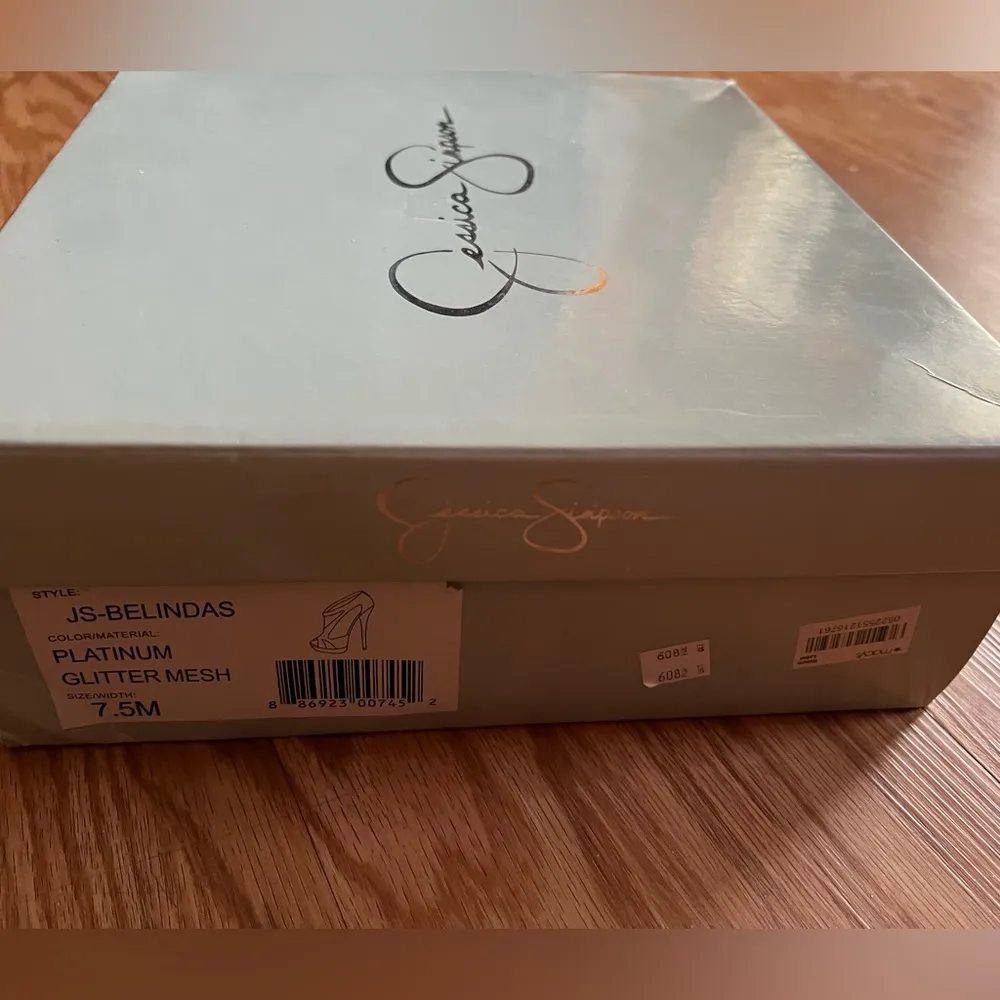 Jessica Simpson
Jessica Simpson
STYLE:
JS-BELINDAS
COLOR/MATERIAL:
PLATINUM
GLITTER MESH
SIZE/WIDTH:
7.5M
8 86923 00745 2
macys